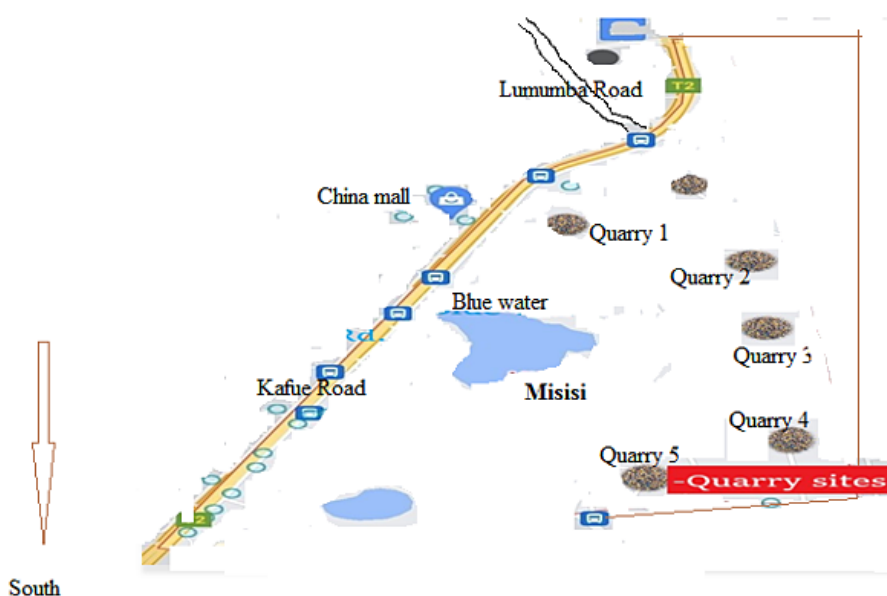 Lumumba Road
T2
China mall
Quarry 1
Quarry 2
Blue water
Rd.
Quarry 3
Kafue Road
Misisi
Quarry 4
Quarry 5
-Quarry sites
South